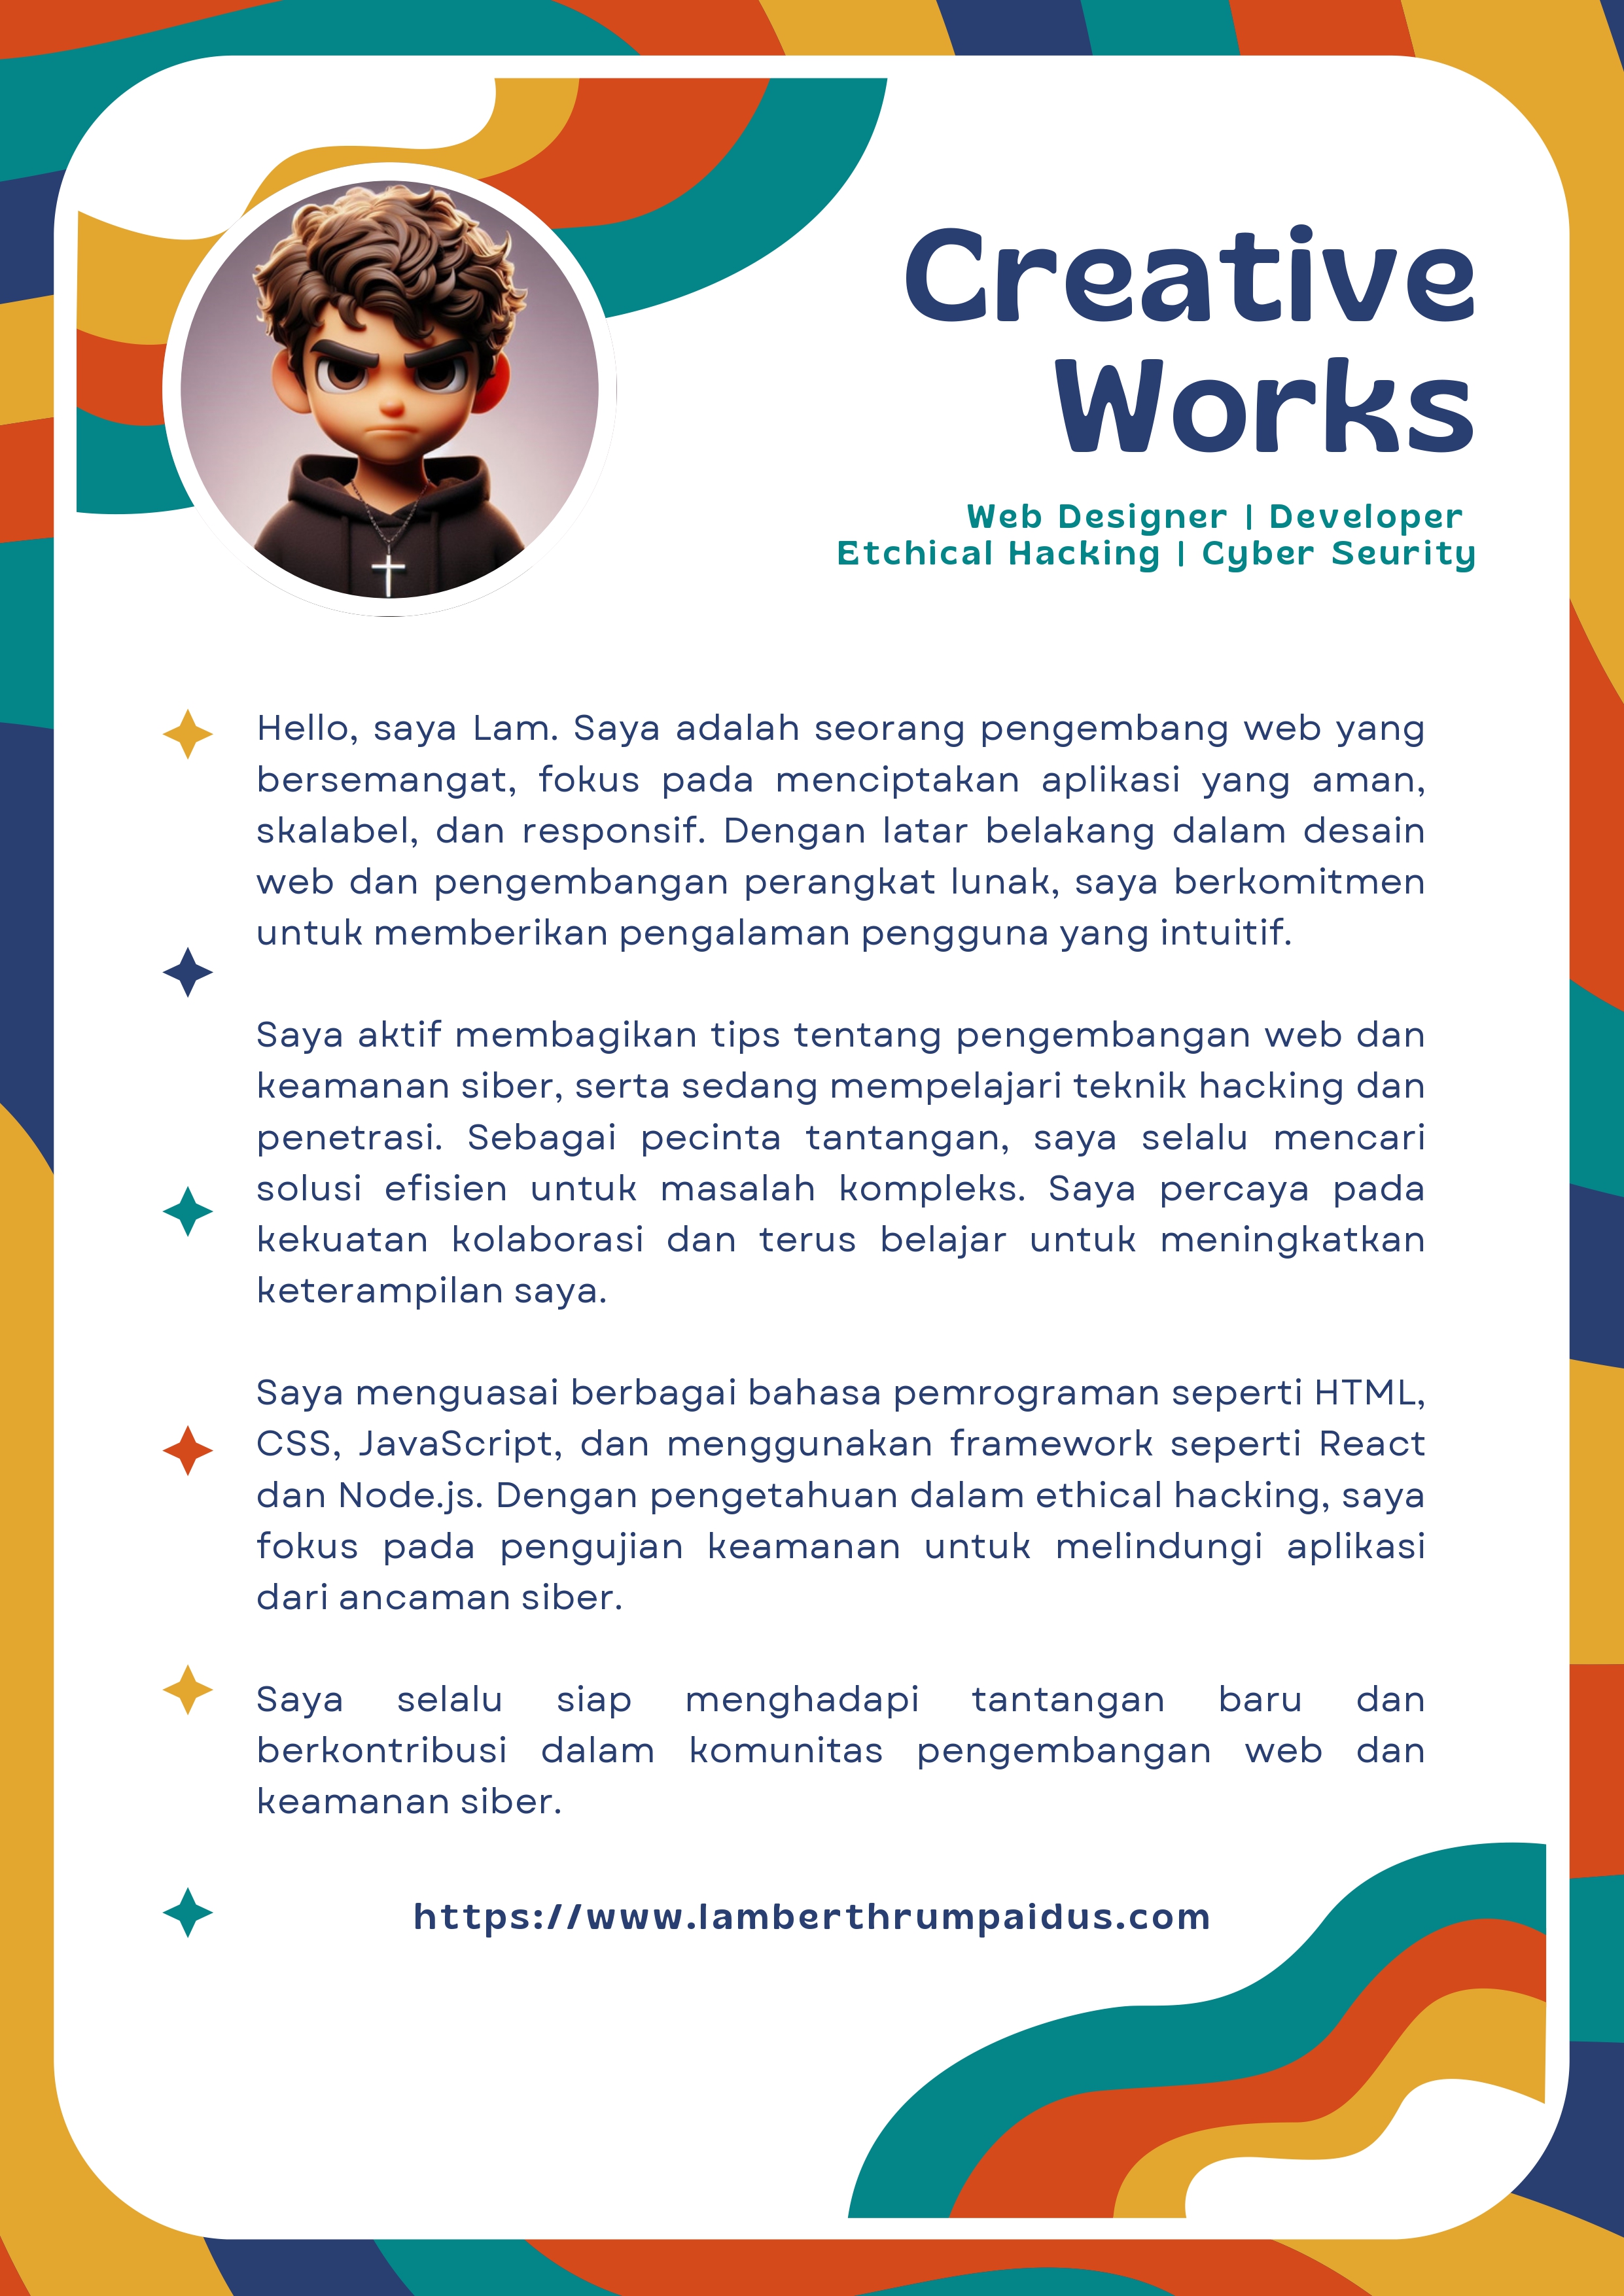 Creative
Works
Web Designer | Developer
Etchical Hacking | Cyber Seurity
Hello, saya Lam. Saya adalah seorang pengembang web yang
bersemangat, fokus pada menciptakan aplikasi yang aman,
skalabel, dan responsif. Dengan latar belakang dalam desain
web dan pengembangan perangkat lunak, saya berkomitmen
untuk memberikan pengalaman pengguna yang intuitif.
Saya aktif membagikan tips tentang pengembangan web dan
keamanan siber, serta sedang mempelajari teknik hacking dan
penetrasi. Sebagai pecinta tantangan, saya selalu mencari
solusi efisien untuk masalah kompleks. Saya percaya pada
kekuatan kolaborasi dan terus belajar untuk meningkatkan
keterampilan saya.
Saya menguasai berbagai bahasa pemrograman seperti HTML,
CSS, JavaScript, dan menggunakan framework seperti React
dan Node.js. Dengan pengetahuan dalam ethical hacking, saya
fokus pada pengujian keamanan untuk melindungi aplikasi
dari ancaman siber.
Saya selalu siap menghadapi tantangan baru dan
berkontribusi dalam komunitas pengembangan web dan
keamanan siber.
https://www.lamberthrumpaidus.com